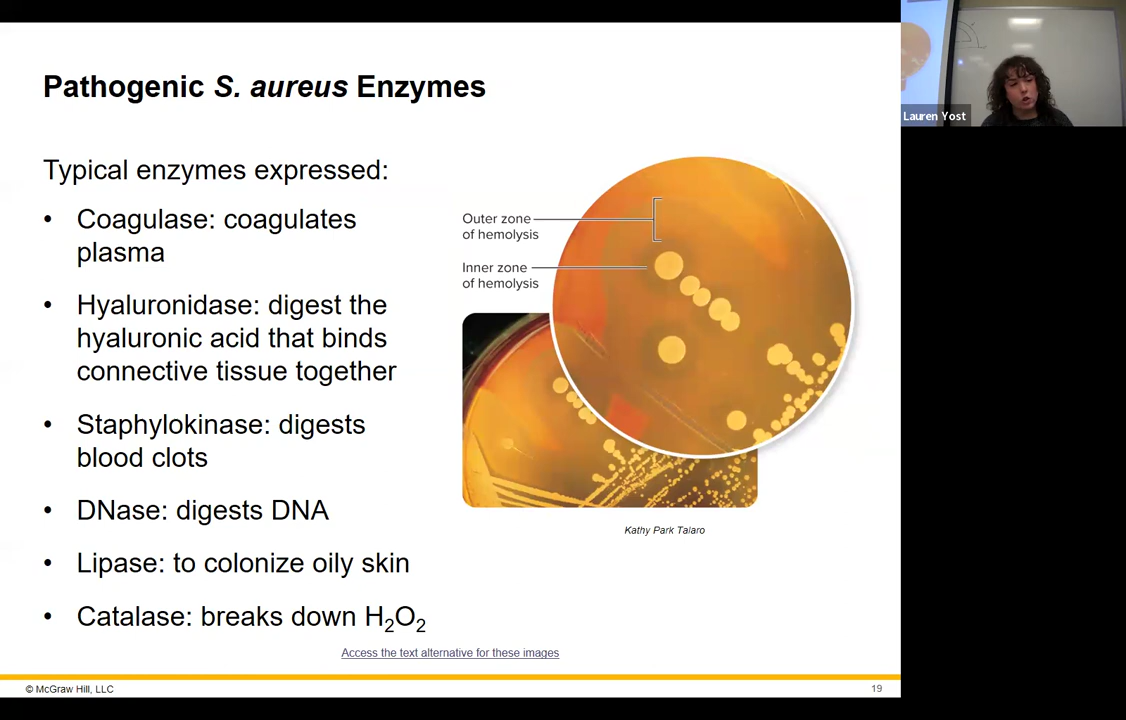 Pathogenic S. aureus Enzymes
Typical enzymes expressed:
• Coagulase: coagulates
plasma
• Hyaluronidase: digest the
hyaluronic acid that binds
connective tissue together
• Staphylokinase: digests
blood clots
• DNase: digests DNA
• Lipase: to colonize oily skin
• Catalase: breaks down H₂O₂
Outer zone
of hemolysis
Inner zone
of hemolysis
Kathy Park Talaro
Access the text alternative for these images
© McGraw Hill, LLC
19
Lauren Yost